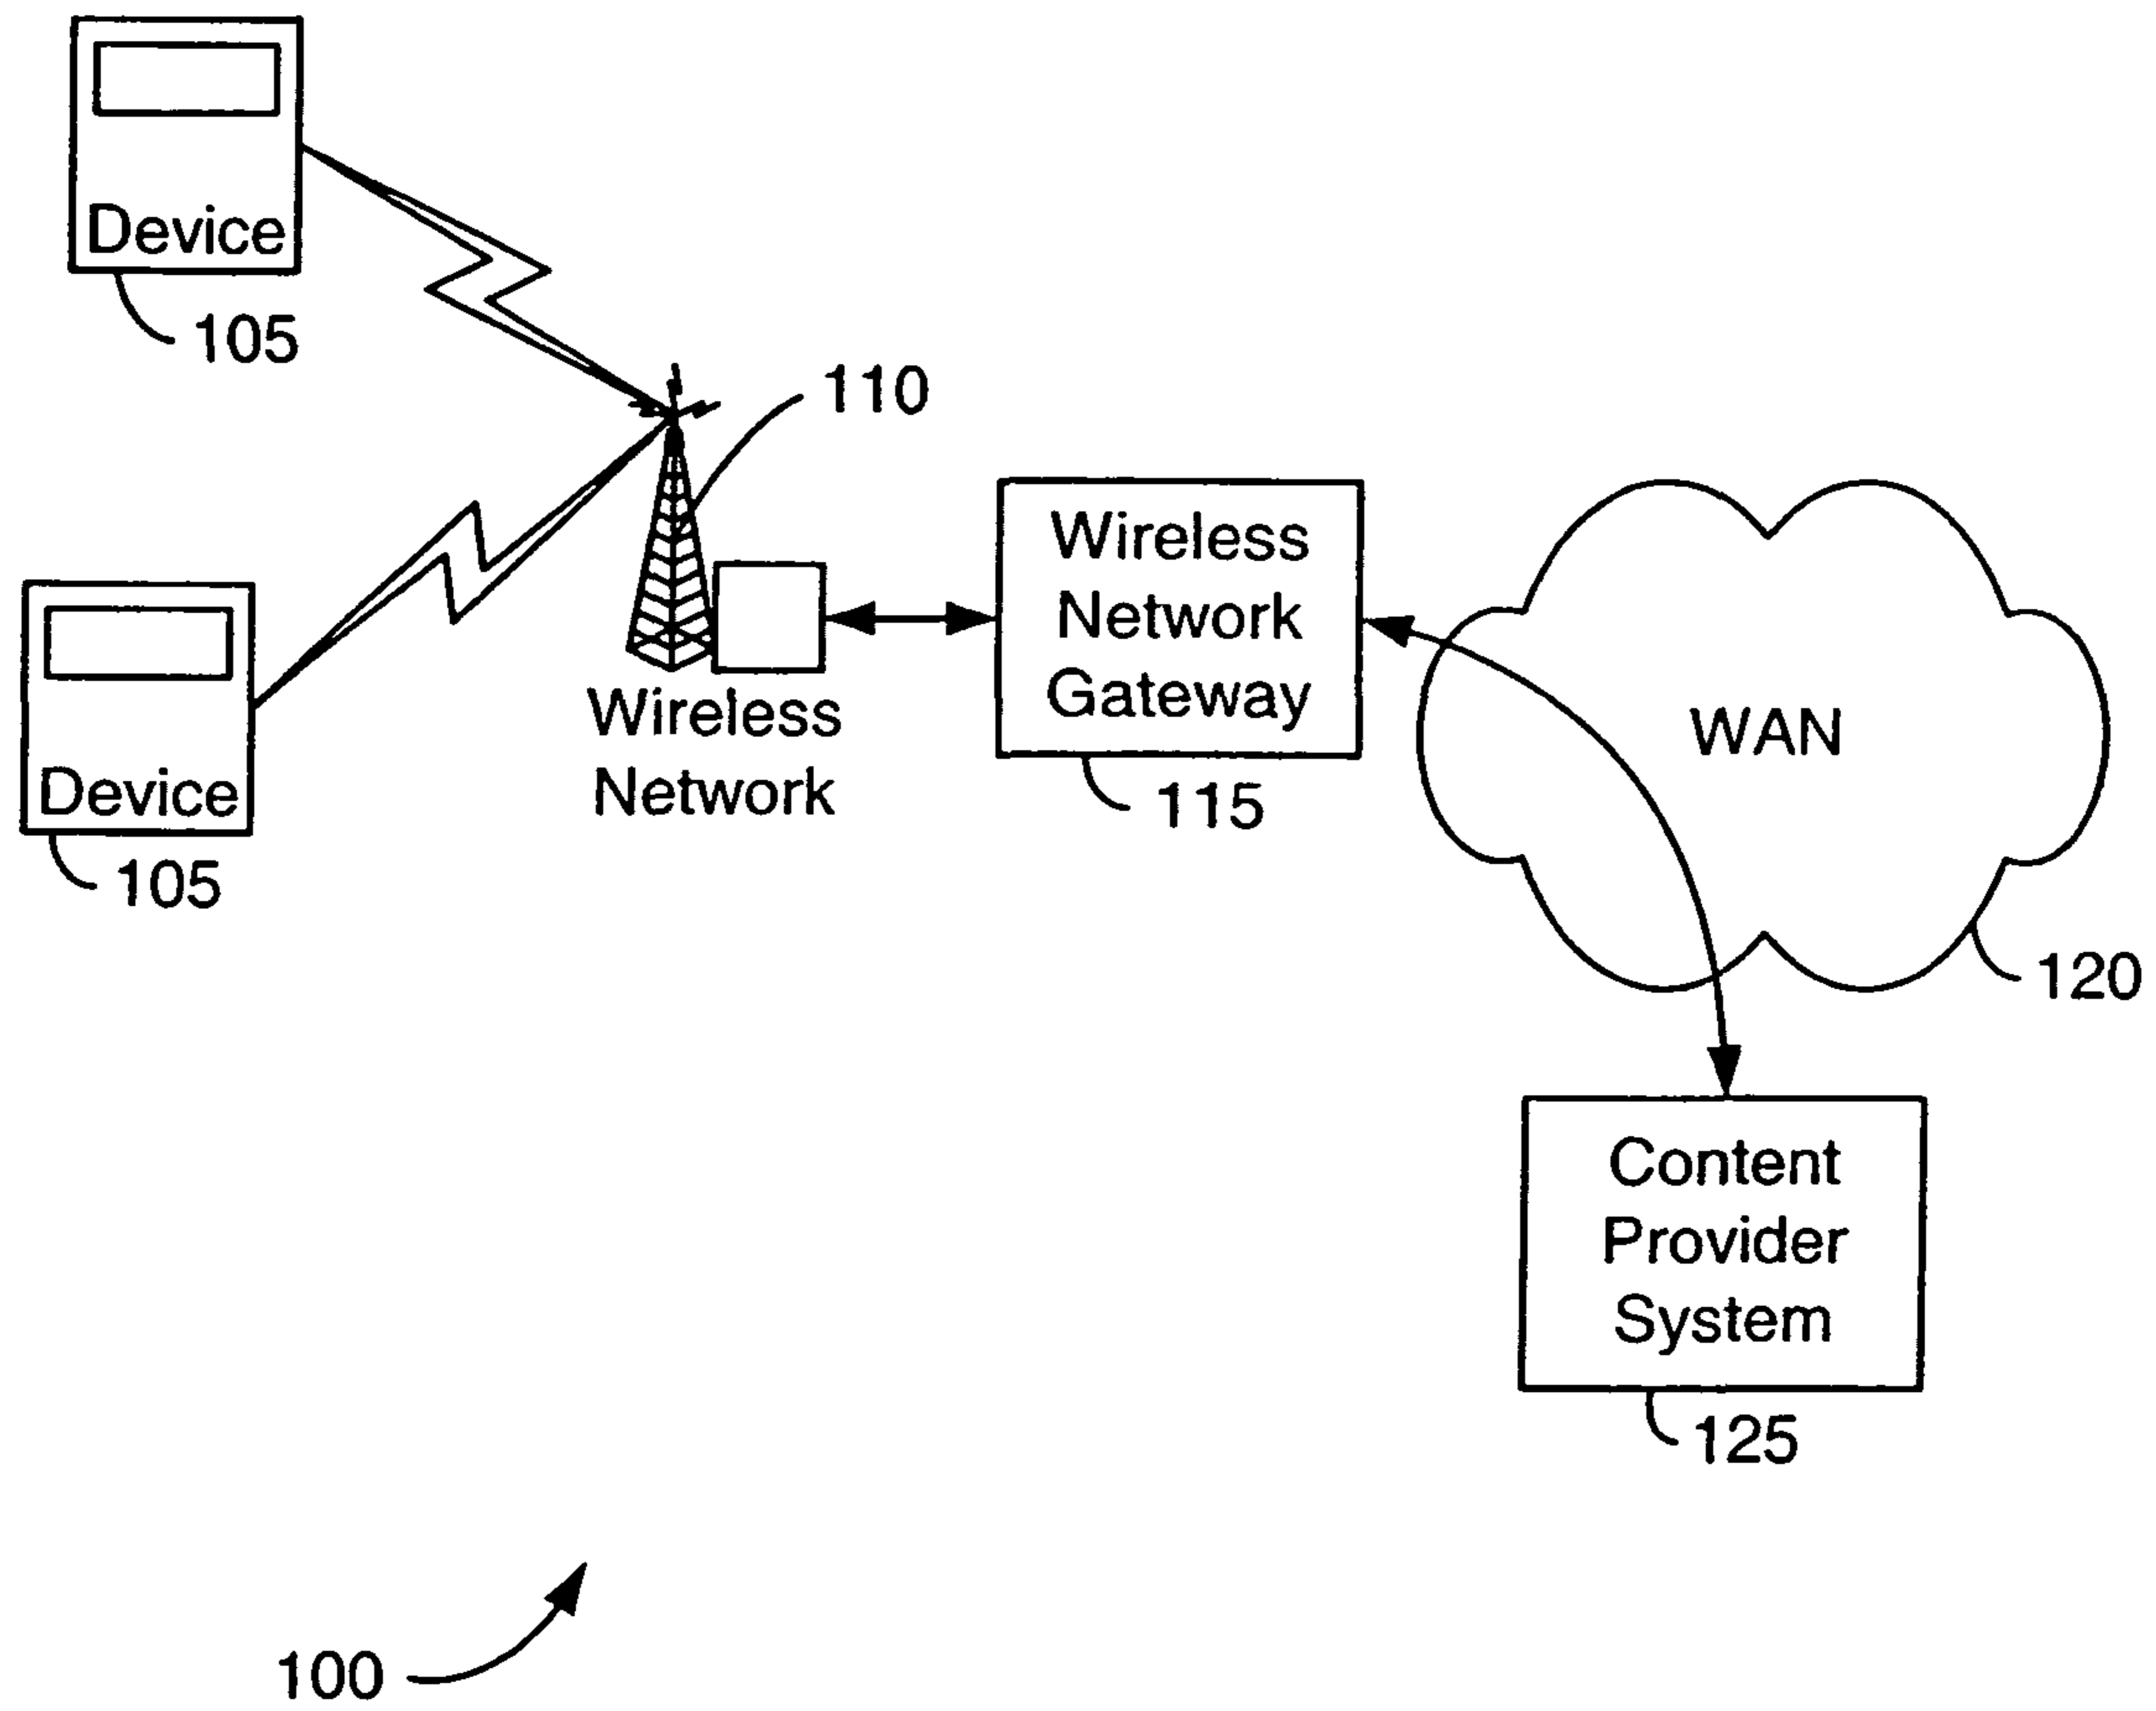 Device
105
110
Wireless
Network
Gateway
115
Device
105
Wireless
Network
WAN
120
Content
Provider
System
125
100